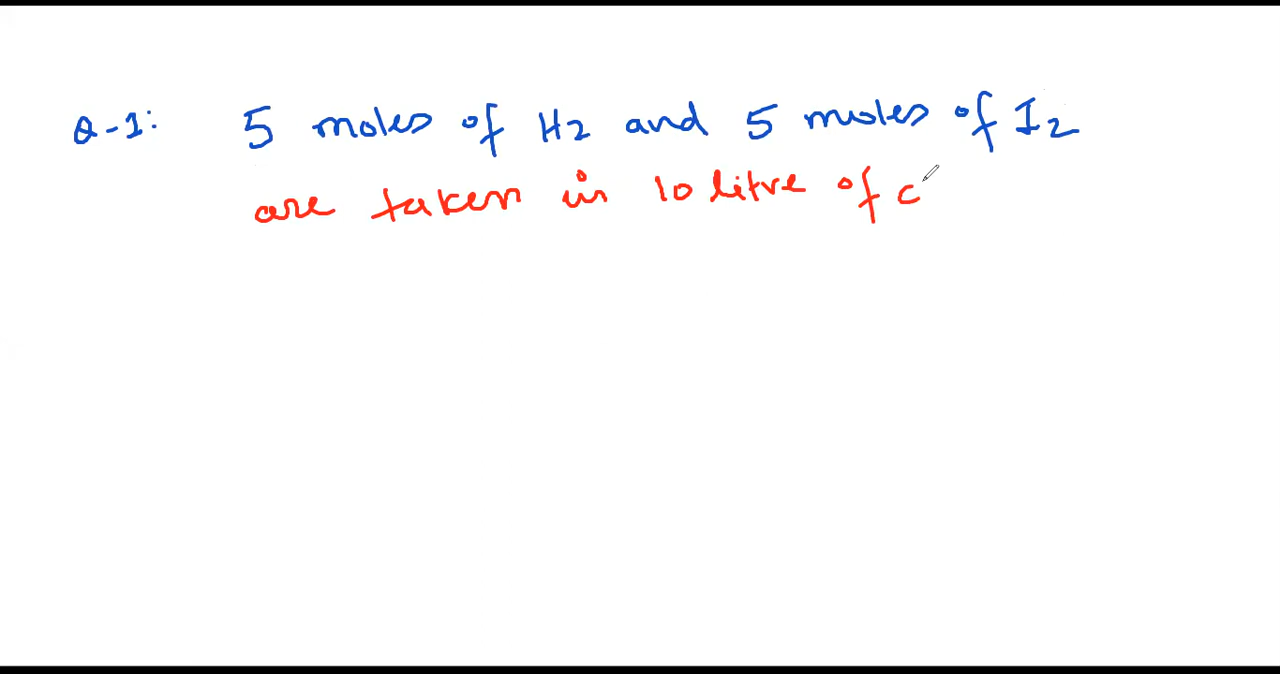 Q-1: 5 moles of H2 and 5 moles of I2
are taken in 10 litre of c